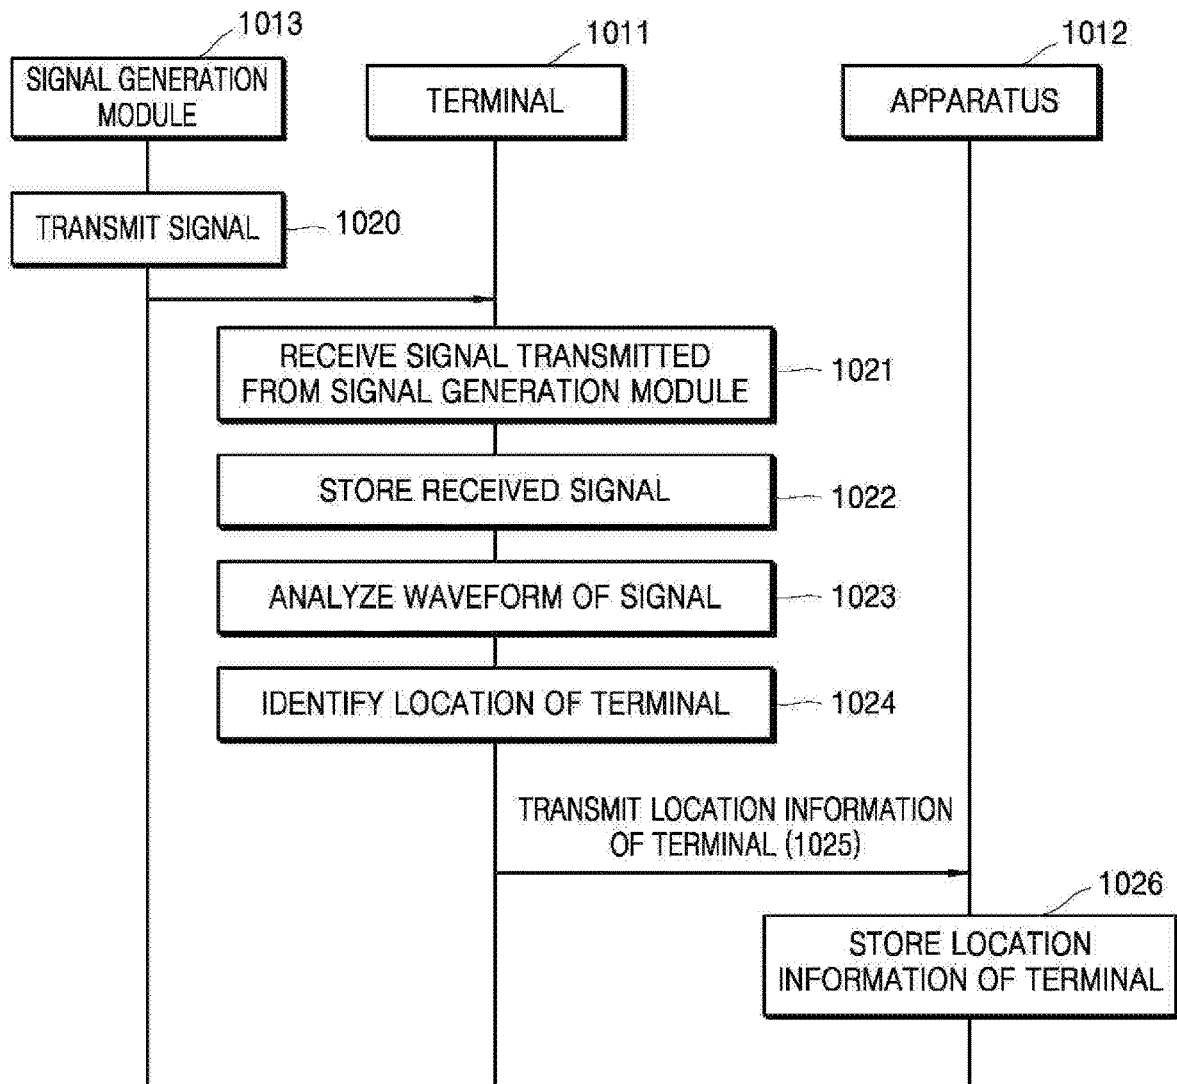 1013
1011
1012
SIGNAL GENERATION
MODULE
TERMINAL
APPARATUS
TRANSMIT SIGNAL
1020
RECEIVE SIGNAL TRANSMITTED
FROM SIGNAL GENERATION MODULE
1021
STORE RECEIVED SIGNAL
1022
ANALYZE WAVEFORM OF SIGNAL
1023
IDENTIFY LOCATION OF TERMINAL
1024
TRANSMIT LOCATION INFORMATION
OF TERMINAL (1025)
1026
STORE LOCATION
INFORMATION OF TERMINAL